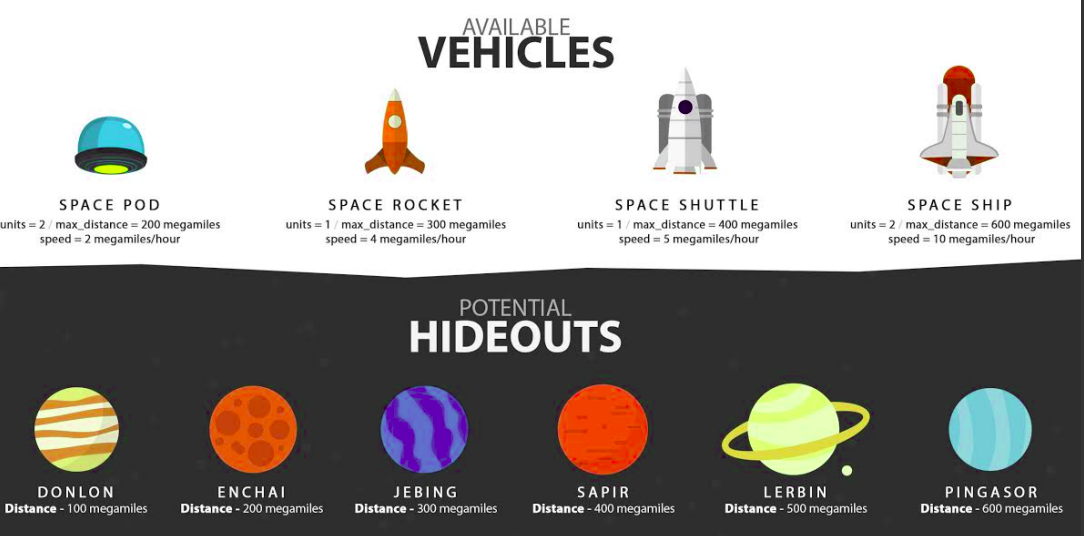 AVAILABLE
VEHICLES
SPACE POD
units = 2 / max_distance = 200 megamiles
speed = 2 megamiles/hour
SPACE ROCKET
units = 1 / max_distance = 300 megamiles
speed = 4 megamiles/hour
SPACE SHUTTLE
units = 1 / max_distance = 400 megamiles
speed = 5 megamiles/hour
SPACE SHIP
units = 2 / max_distance = 600 megamiles
speed = 10 megamiles/hour
POTENTIAL
HIDEOUTS
DONLON
Distance - 100 megamiles
ENCHAI
Distance - 200 megamiles
JEBING
Distance - 300 megamiles
SAPIR
Distance - 400 megamiles
LERBIN
Distance - 500 megamiles
PINGASOR
Distance - 600 megamiles